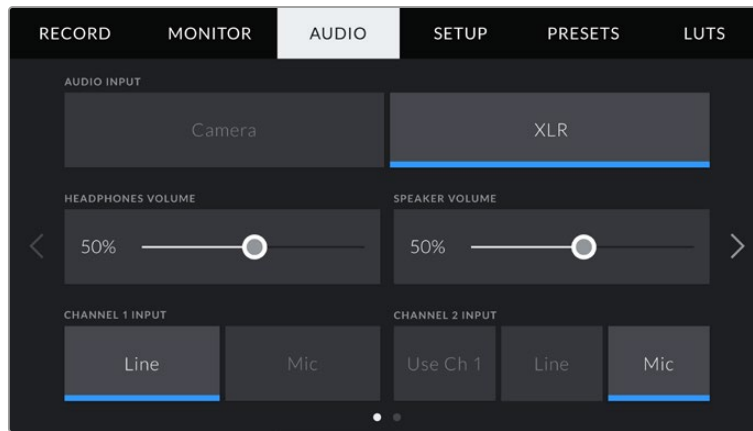 RECORD MONITOR AUDIO SETUP PRESETS LUTS
AUDIO INPUT
Camera XLR
HEADPHONES VOLUME SPEAKER VOLUME
50% 50%
CHANNEL 1 INPUT CHANNEL 2 INPUT
Line Mic Use Ch 1 Line Mic